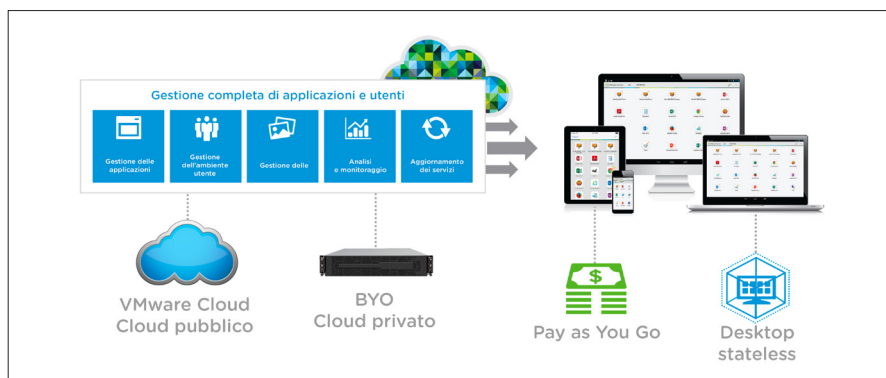 Gestione completa di applicazioni e utenti
Gestione delle
applicazioni
Gestione
dell'ambiente
utente
Gestione delle
Analisi
e monitoraggio
Aggiornamento
dei servizi
VMware Cloud
Cloud pubblico
BYO
Cloud privato
$
Pay as You Go
Desktop
stateless